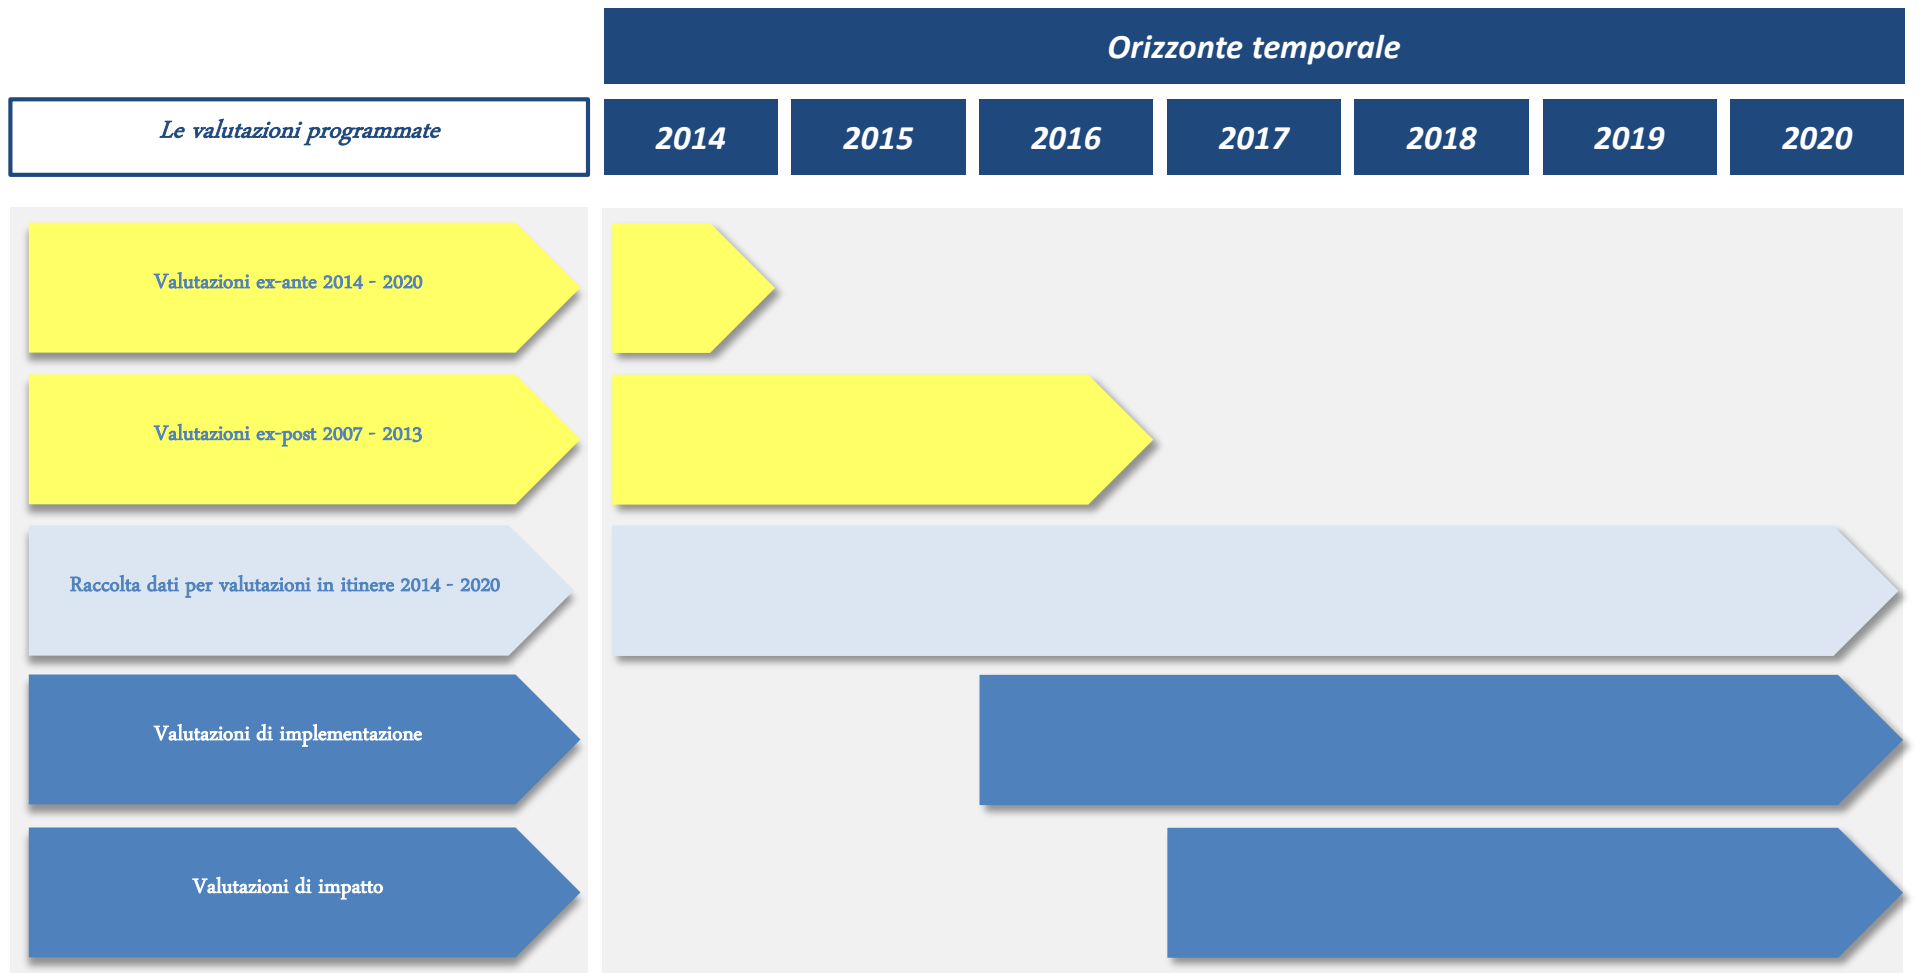 Orizzonte temporale
Le valutazioni programmate
2014
2015
2016
2017
2018
2019
2020
Valutazioni ex-ante 2014 - 2020
Valutazioni ex-post 2007 - 2013
Raccolta dati per valutazioni in itinere 2014 - 2020
Valutazioni di implementazione
Valutazioni di impatto